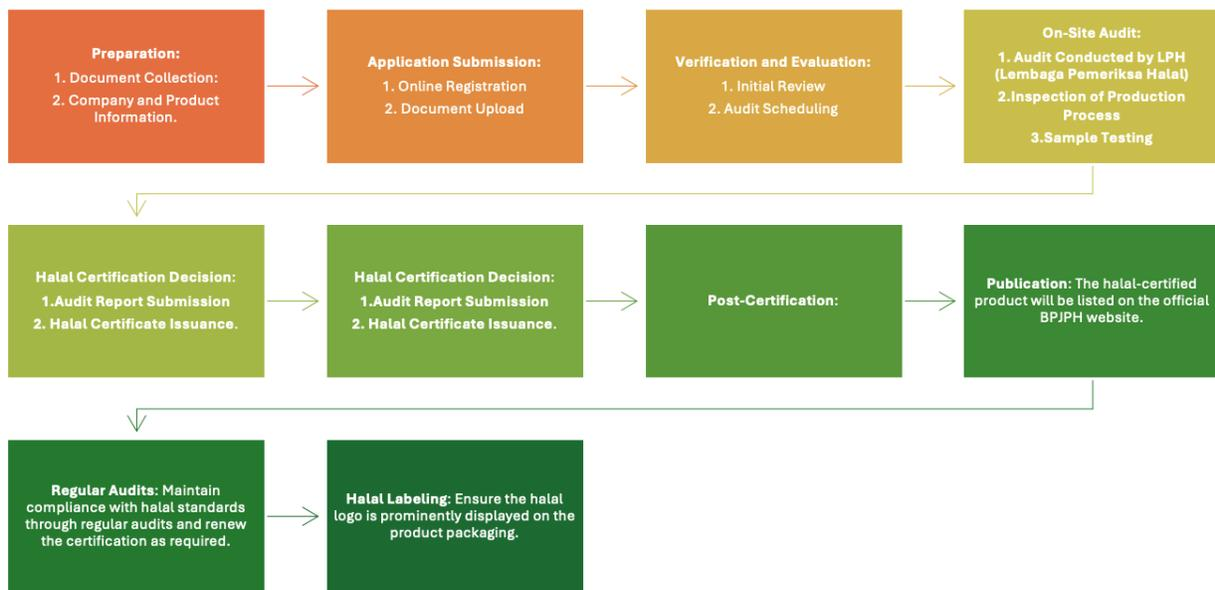 Preparation:
1. Document Collection:
2. Company and Product
Information.
Application Submission:
1. Online Registration
2. Document Upload
Verification and Evaluation:
1. Initial Review
2. Audit Scheduling
On-Site Audit:
1. Audit Conducted by LPH
(Lembaga Pemeriksa Halal)
2.Inspection of Production
Process
3.Sample Testing
Halal Certification Decision:
1.Audit Report Submission
2. Halal Certificate Issuance.
Halal Certification Decision:
1.Audit Report Submission
2. Halal Certificate Issuance.
Post-Certification:
Publication: The halal-certified
product will be listed on the official
BPJPH website.
Regular Audits: Maintain
compliance with halal standards
through regular audits and renew
the certification as required.
Halal Labeling: Ensure the halal
logo is prominently displayed on the
product packaging.